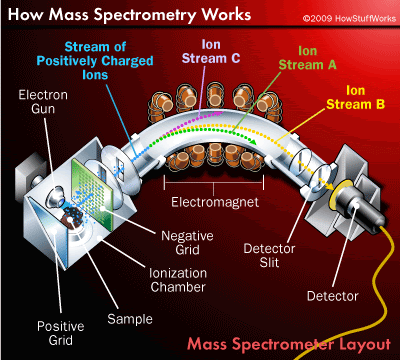 How Mass Spectrometry Works
©2009 HowStuffWorks
Stream of
Positively Charged
Ions
Ion
Stream C
Ion
Stream A
Ion
Stream B
Electron
Gun
Electromagnet
Negative
Grid
Ionization
Chamber
Sample
Positive
Grid
Detector
Slit
Detector
Mass Spectrometer Layout